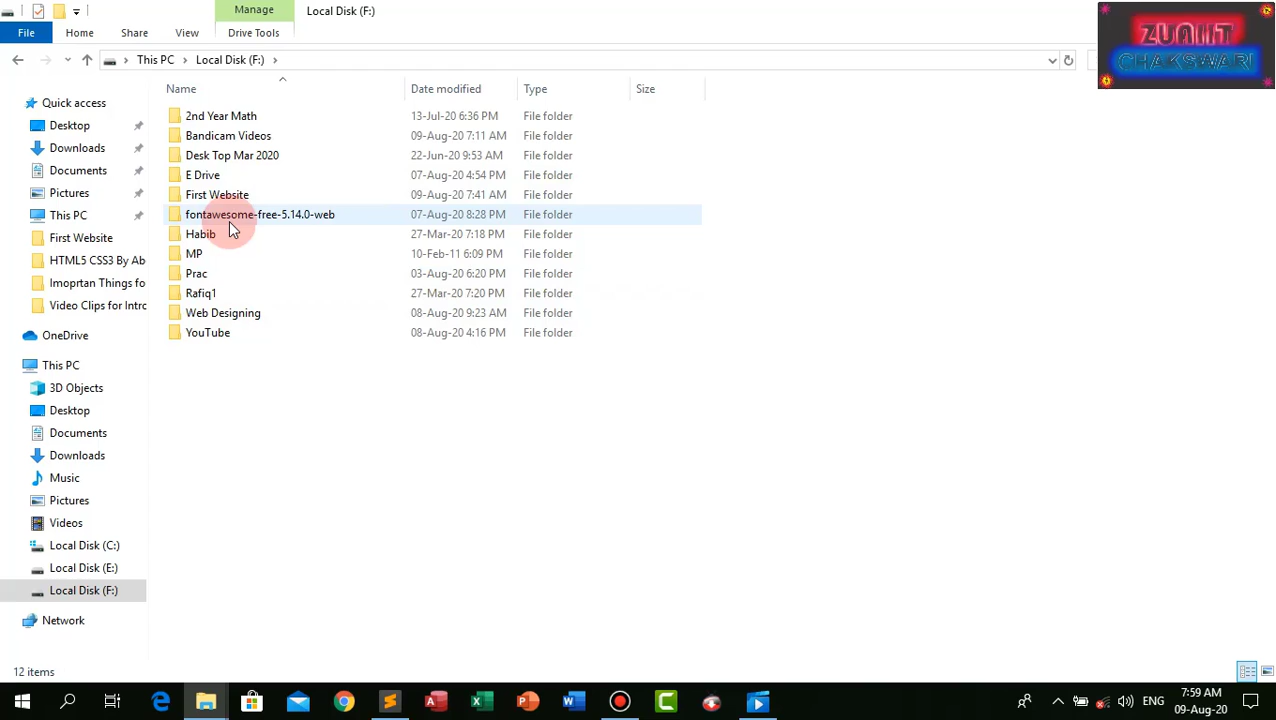 Manage
Local Disk (F:)
File
Home
Share
View
Drive Tools
ZUAIIT
CHAKSWARI
This PC
Local Disk (F:)
Name
Date modified
Type
Size
Quick access
Desktop
Downloads
Documents
Pictures
This PC
First Website
HTML5 CSS3 By Ab
Imoprtan Things fo
Video Clips for Intro
OneDrive
This PC
3D Objects
Desktop
Documents
Downloads
Music
Pictures
Videos
Local Disk (C:)
Local Disk (E:)
Local Disk (F:)
Network
2nd Year Math 13-Jul-20 6:36 PM File folder
Bandicam Videos 09-Aug-20 7:11 AM File folder
Desk Top Mar 2020 22-Jun-20 9:53 AM File folder
E Drive 07-Aug-20 4:54 PM File folder
First Website 09-Aug-20 7:41 AM File folder
fontawesome-free-5.14.0-web 07-Aug-20 8:28 PM File folder
Habib 27-Mar-20 7:18 PM File folder
MP 10-Feb-11 6:09 PM File folder
Prac 03-Aug-20 6:20 PM File folder
Rafiq1 27-Mar-20 7:20 PM File folder
Web Designing 08-Aug-20 9:23 AM File folder
YouTube 08-Aug-20 4:16 PM File folder
12 items
ENG
7:59 AM
09-Aug-20